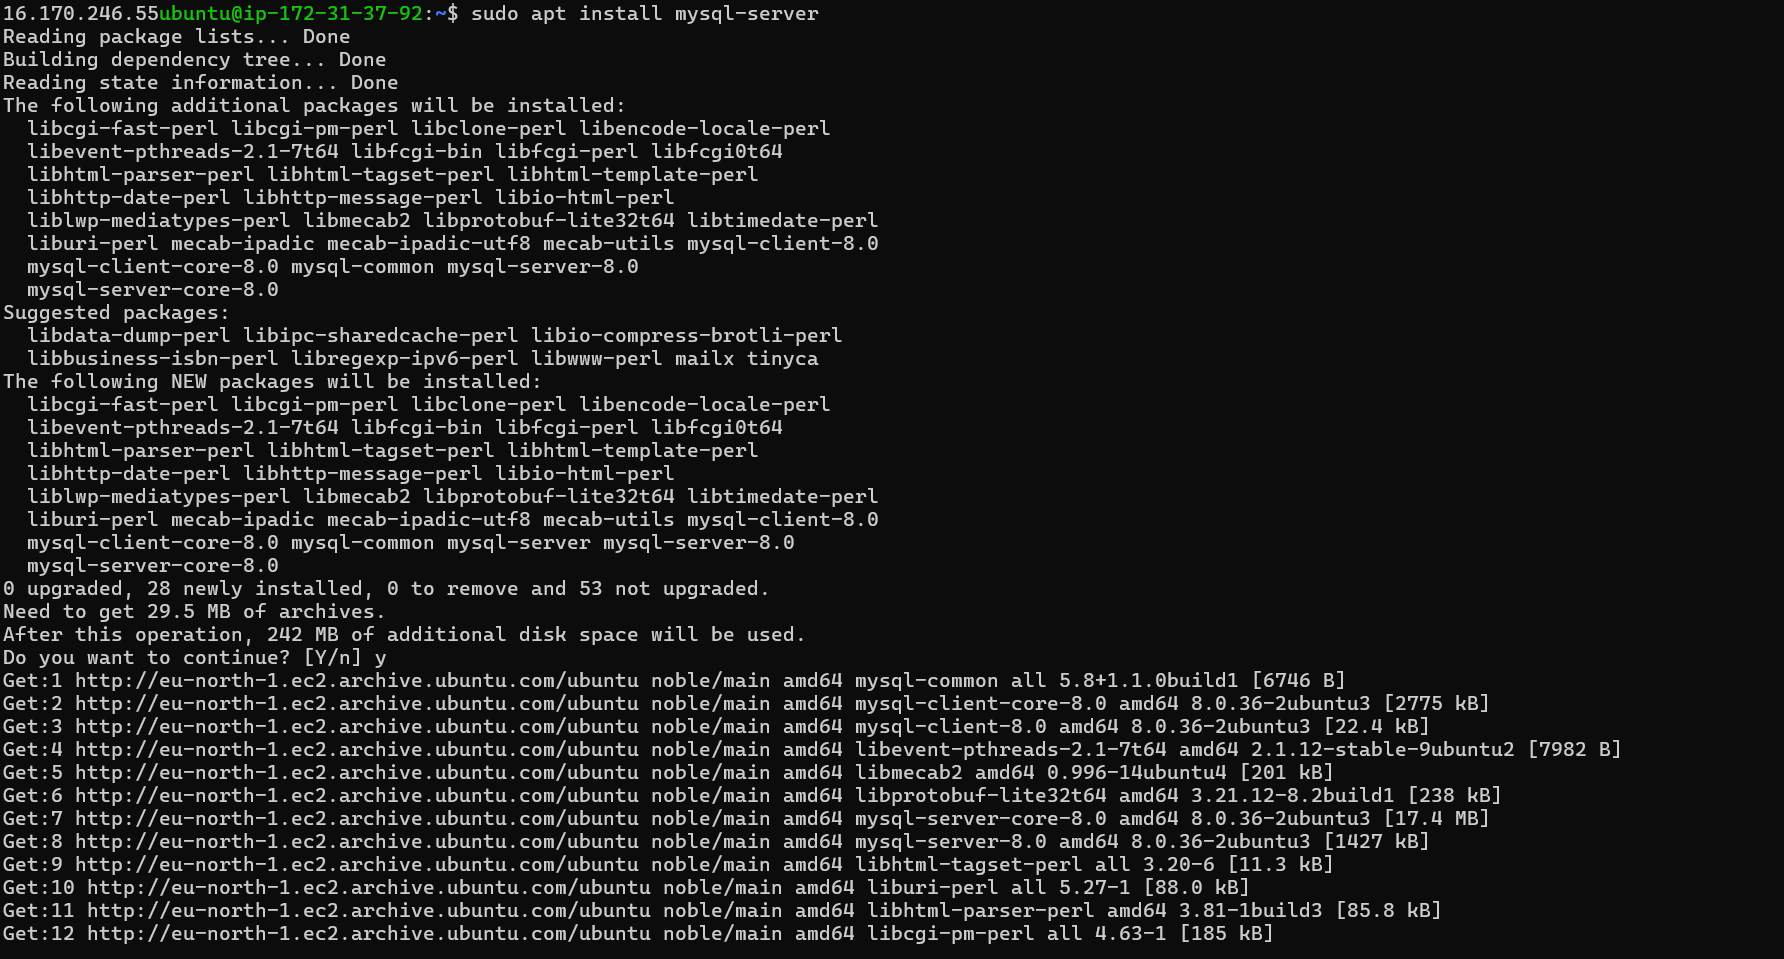 16.170.246.55ubuntu@ip-172-31-37-92:~$ sudo apt install mysql-server
Reading package lists... Done
Building dependency tree... Done
Reading state information... Done
The following additional packages will be installed:
  libcgi-fast-perl libcgi-pm-perl libclone-perl libencode-locale-perl
  libevent-pthreads-2.1-7t64 libfcgi-bin libfcgi-perl libfcgi0t64
  libhtml-parser-perl libhtml-tagset-perl libhtml-template-perl
  libhttp-date-perl libhttp-message-perl libio-html-perl
  liblwp-mediatypes-perl libmecab2 libprotobuf-lite32t64 libtimedate-perl
  liburi-perl mecab-ipadic mecab-ipadic-utf8 mecab-utils mysql-client-8.0
  mysql-client-core-8.0 mysql-common mysql-server-8.0
  mysql-server-core-8.0
Suggested packages:
  libdata-dump-perl libipc-sharedcache-perl libio-compress-brotli-perl
  libbusiness-isbn-perl libregexp-ipv6-perl libwww-perl mailx tinyca
The following NEW packages will be installed:
  libcgi-fast-perl libcgi-pm-perl libclone-perl libencode-locale-perl
  libevent-pthreads-2.1-7t64 libfcgi-bin libfcgi-perl libfcgi0t64
  libhtml-parser-perl libhtml-tagset-perl libhtml-template-perl
  libhttp-date-perl libhttp-message-perl libio-html-perl
  liblwp-mediatypes-perl libmecab2 libprotobuf-lite32t64 libtimedate-perl
  liburi-perl mecab-ipadic mecab-ipadic-utf8 mecab-utils mysql-client-8.0
  mysql-client-core-8.0 mysql-common mysql-server mysql-server-8.0
  mysql-server-core-8.0
0 upgraded, 28 newly installed, 0 to remove and 53 not upgraded.
Need to get 29.5 MB of archives.
After this operation, 242 MB of additional disk space will be used.
Do you want to continue? [Y/n] y
Get:1 http://eu-north-1.ec2.archive.ubuntu.com/ubuntu noble/main amd64 mysql-common all 5.8+1.1.0build1 [6746 B]
Get:2 http://eu-north-1.ec2.archive.ubuntu.com/ubuntu noble/main amd64 mysql-client-core-8.0 amd64 8.0.36-2ubuntu3 [2775 kB]
Get:3 http://eu-north-1.ec2.archive.ubuntu.com/ubuntu noble/main amd64 mysql-client-8.0 amd64 8.0.36-2ubuntu3 [22.4 kB]
Get:4 http://eu-north-1.ec2.archive.ubuntu.com/ubuntu noble/main amd64 libevent-pthreads-2.1-7t64 amd64 2.1.12-stable-9ubuntu2 [7982 B]
Get:5 http://eu-north-1.ec2.archive.ubuntu.com/ubuntu noble/main amd64 libmecab2 amd64 0.996-14ubuntu4 [201 kB]
Get:6 http://eu-north-1.ec2.archive.ubuntu.com/ubuntu noble/main amd64 libprotobuf-lite32t64 amd64 3.21.12-8.2build1 [238 kB]
Get:7 http://eu-north-1.ec2.archive.ubuntu.com/ubuntu noble/main amd64 mysql-server-core-8.0 amd64 8.0.36-2ubuntu3 [17.4 MB]
Get:8 http://eu-north-1.ec2.archive.ubuntu.com/ubuntu noble/main amd64 mysql-server-8.0 amd64 8.0.36-2ubuntu3 [1427 kB]
Get:9 http://eu-north-1.ec2.archive.ubuntu.com/ubuntu noble/main amd64 libhtml-tagset-perl all 3.20-6 [11.3 kB]
Get:10 http://eu-north-1.ec2.archive.ubuntu.com/ubuntu noble/main amd64 liburi-perl all 5.27-1 [88.0 kB]
Get:11 http://eu-north-1.ec2.archive.ubuntu.com/ubuntu noble/main amd64 libhtml-parser-perl amd64 3.81-1build3 [85.8 kB]
Get:12 http://eu-north-1.ec2.archive.ubuntu.com/ubuntu noble/main amd64 libcgi-pm-perl all 4.63-1 [185 kB]